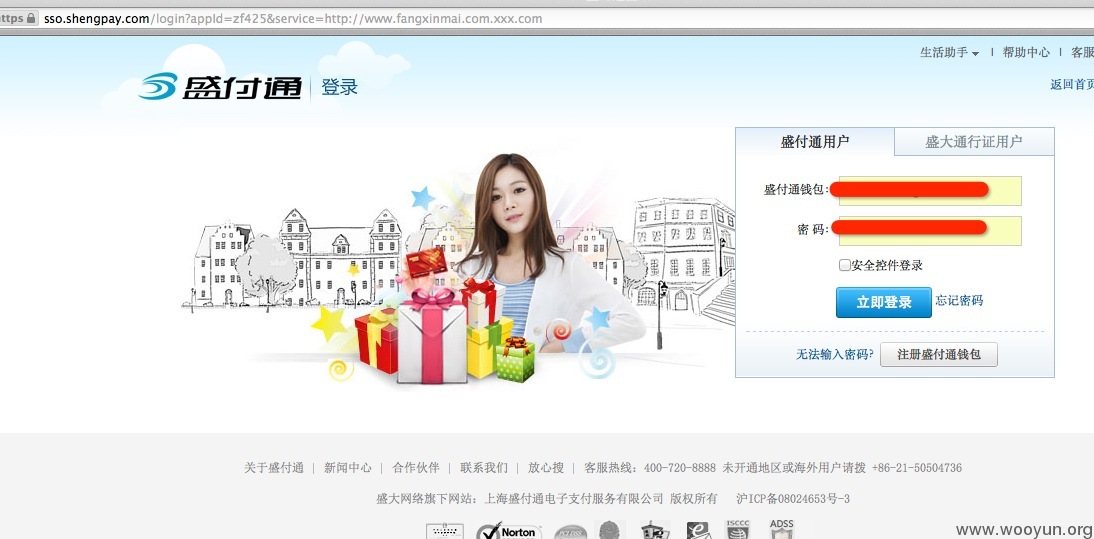 https sso.shengpay.com/login?appId=zf425&service=http://www.fangxinmai.com.xxx.com
生活助手 | 帮助中心 | 客服
返回首页
盛付通 登录
盛付通用户 盛大通行证用户
盛付通钱包:
密 码:
安全控件登录
立即登录 忘记密码
无法输入密码? 注册盛付通钱包
关于盛付通 | 新闻中心 | 合作伙伴 | 联系我们 | 放心搜 | 客服热线: 400-720-8888 未开通地区或海外用户请拨 +86-21-50504736
盛大网络旗下网站: 上海盛付通电子支付服务有限公司 版权所有 沪ICP备08024653号-3
Norton ISCCC ADSS
www.wooyun.org